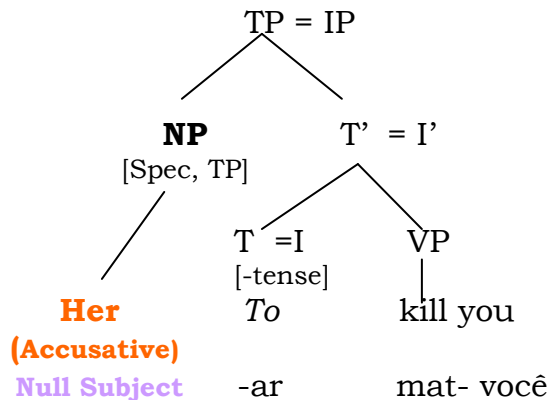 TP = IP
NP T’ = I’
[Spec, TP]
T =I VP
[-tense]
Her To kill you
(Accusative)
Null Subject -ar mat- você